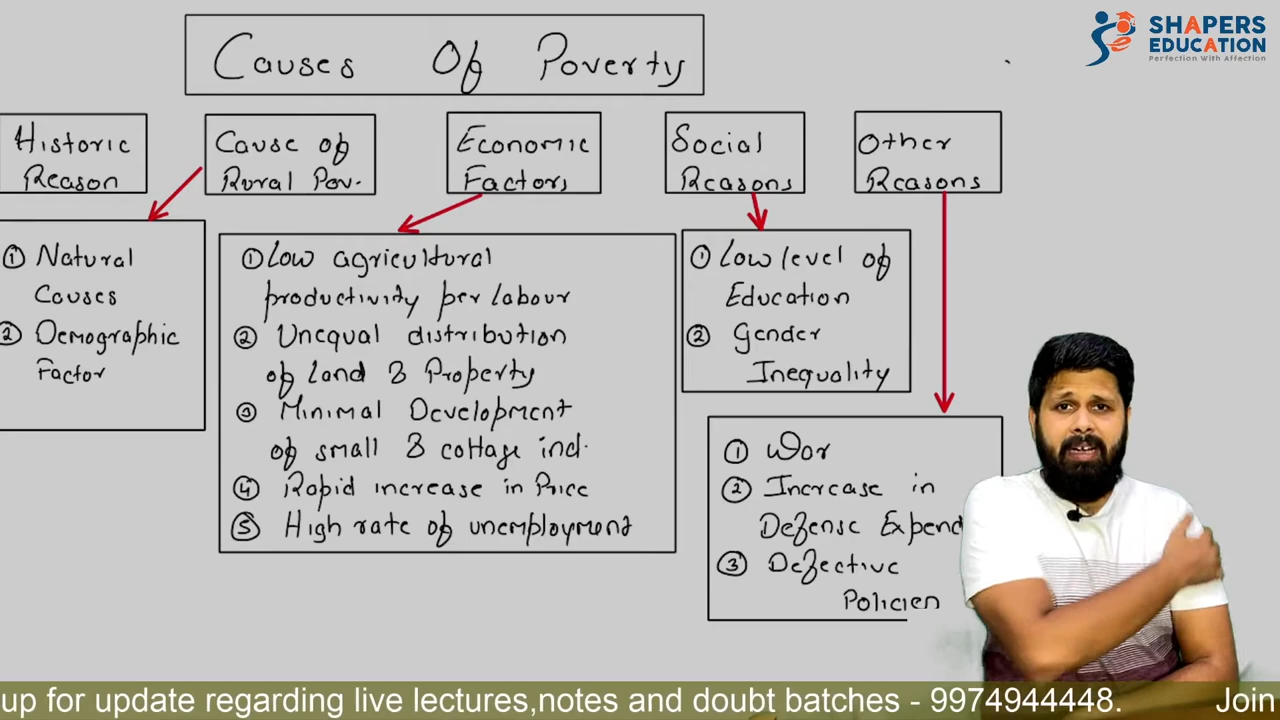 Causes Of Poverty
SHAPERS
EDUCATION
Perfection With Affection
Historic
Reason
Cause of
Rural Pov.
Economic
Factors
Social
Reasons
Other
Reasons
① Natural
Causes
② Demographic
Factor
① Low agricultural
productivity per labour
② Unequal distribution
of land & Property
③ Minimal Development
of small & cottage ind.
④ Rapid increase in Price
⑤ High rate of unemployment
① Low level of
Education
② Gender
Inequality
① War
② Increase in
Defense Expend
③ Defective
Policies
up for update regarding live lectures,notes and doubt batches - 9974944448. Join